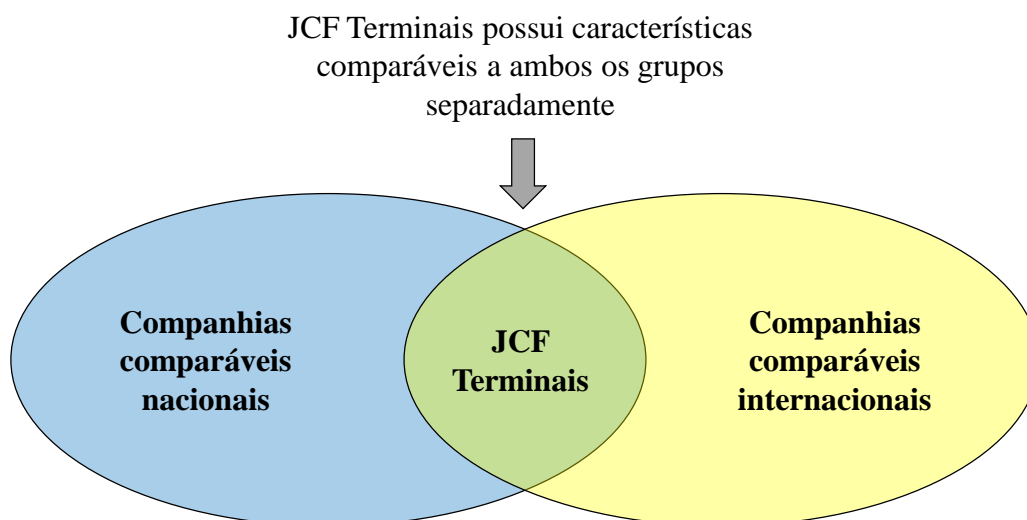 JCF Terminais possui características
comparáveis a ambos os grupos
separadamente
Companhias
comparáveis
nacionais
JCF
Terminais
Companhias
comparáveis
internacionais